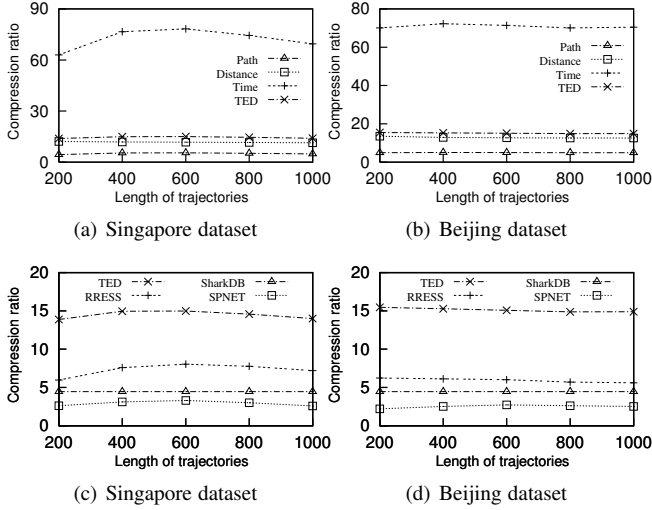 90
60
30
0
Compression ratio
Path
Distance
Time
TED
200 400 600 800 1000
Length of trajectories
(a) Singapore dataset
80
60
40
20
0
Compression ratio
Path
Distance
Time
TED
200 400 600 800 1000
Length of trajectories
(b) Beijing dataset
20
15
10
5
0
Compression ratio
TED SharkDB
RRESS SPNET
200 400 600 800 1000
Length of trajectories
(c) Singapore dataset
20
15
10
5
0
Compression ratio
TED SharkDB
RRESS SPNET
200 400 600 800 1000
Length of trajectories
(d) Beijing dataset